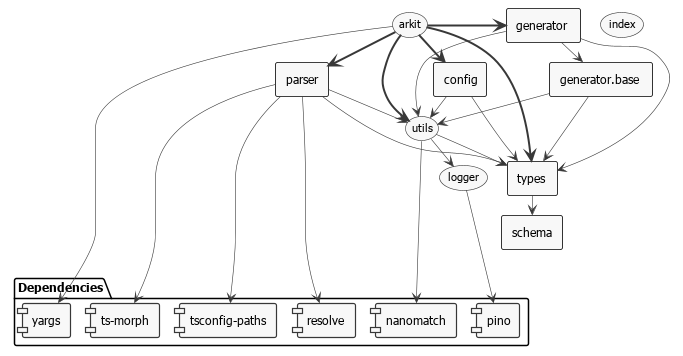 arkit
generator
index
parser
config
generator.base
utils
logger
types
schema
Dependencies
yargs
ts-morph
tsconfig-paths
resolve
nanomatch
pino